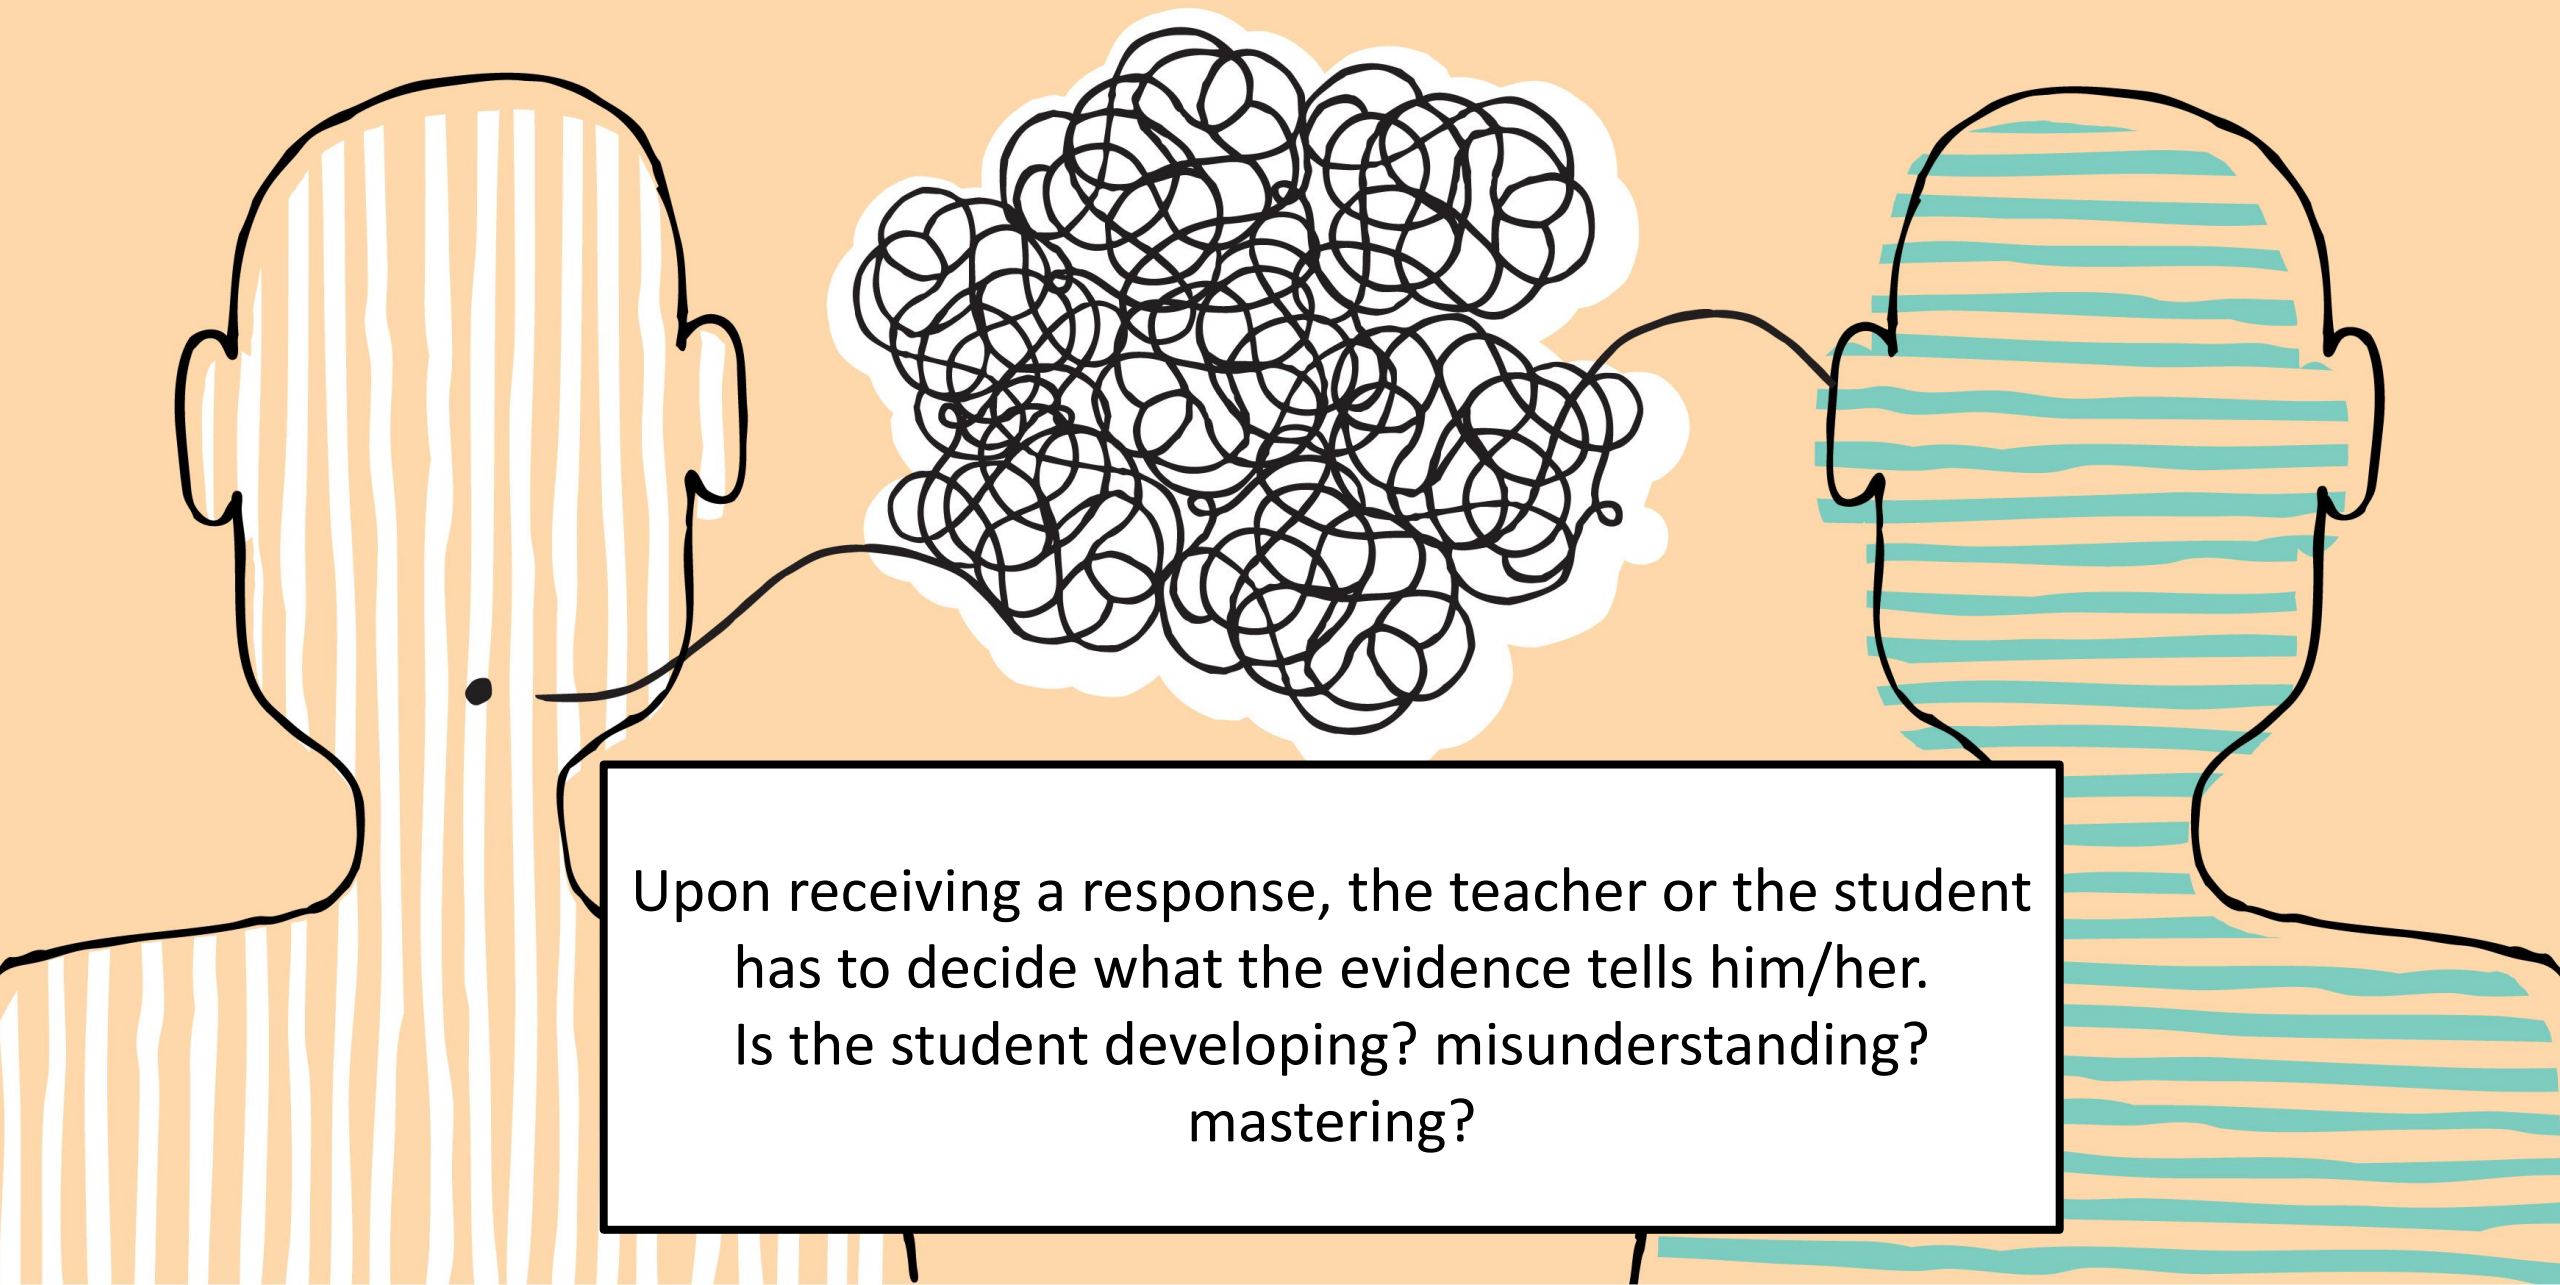 Upon receiving a response, the teacher or the student
has to decide what the evidence tells him/her.
Is the student developing? misunderstanding?
mastering?